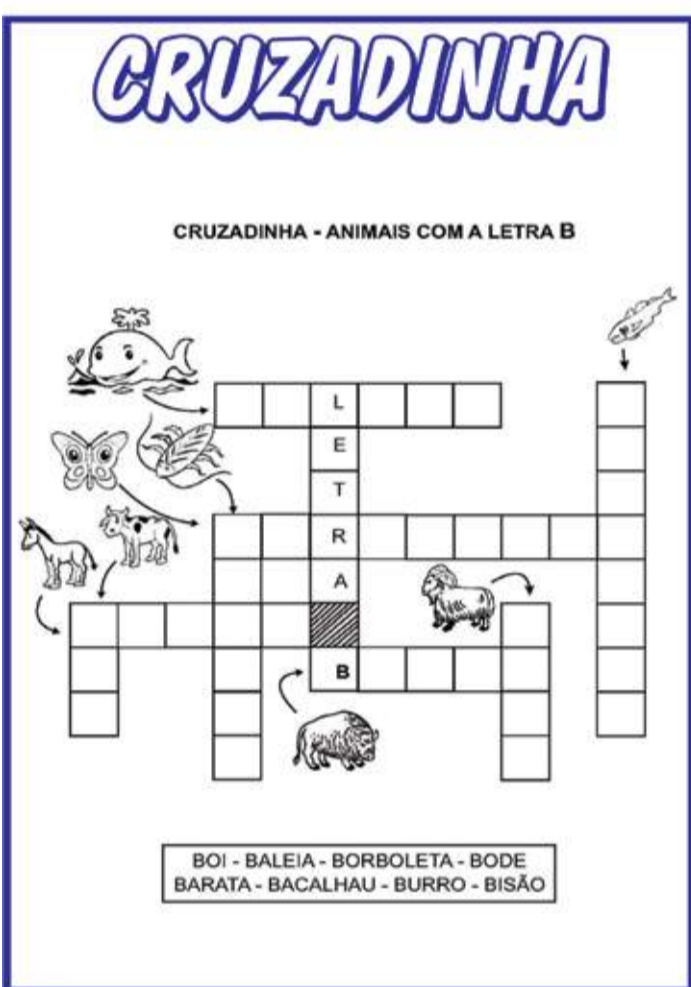 CRUZADINHA
CRUZADINHA - ANIMAIS COM A LETRA B
L
E
T
R
A
B
BOI - BALEIA - BORBOLETA - BODE
BARATA - BACALHAU - BURRO - BISÃO